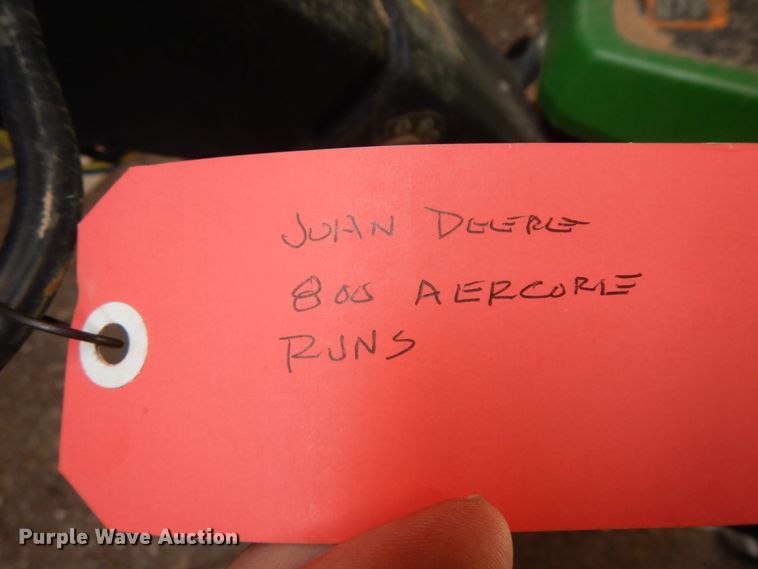 JOHN DEERE
800 AERCORE
RUNS
Purple Wave Auction